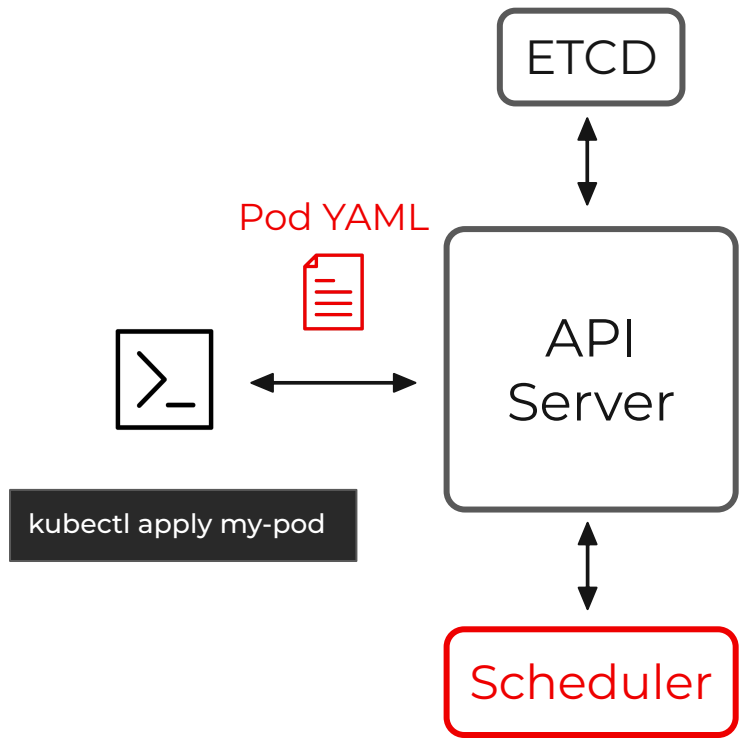 ETCD
Pod YAML
API
Server
kubectl apply my-pod
Scheduler